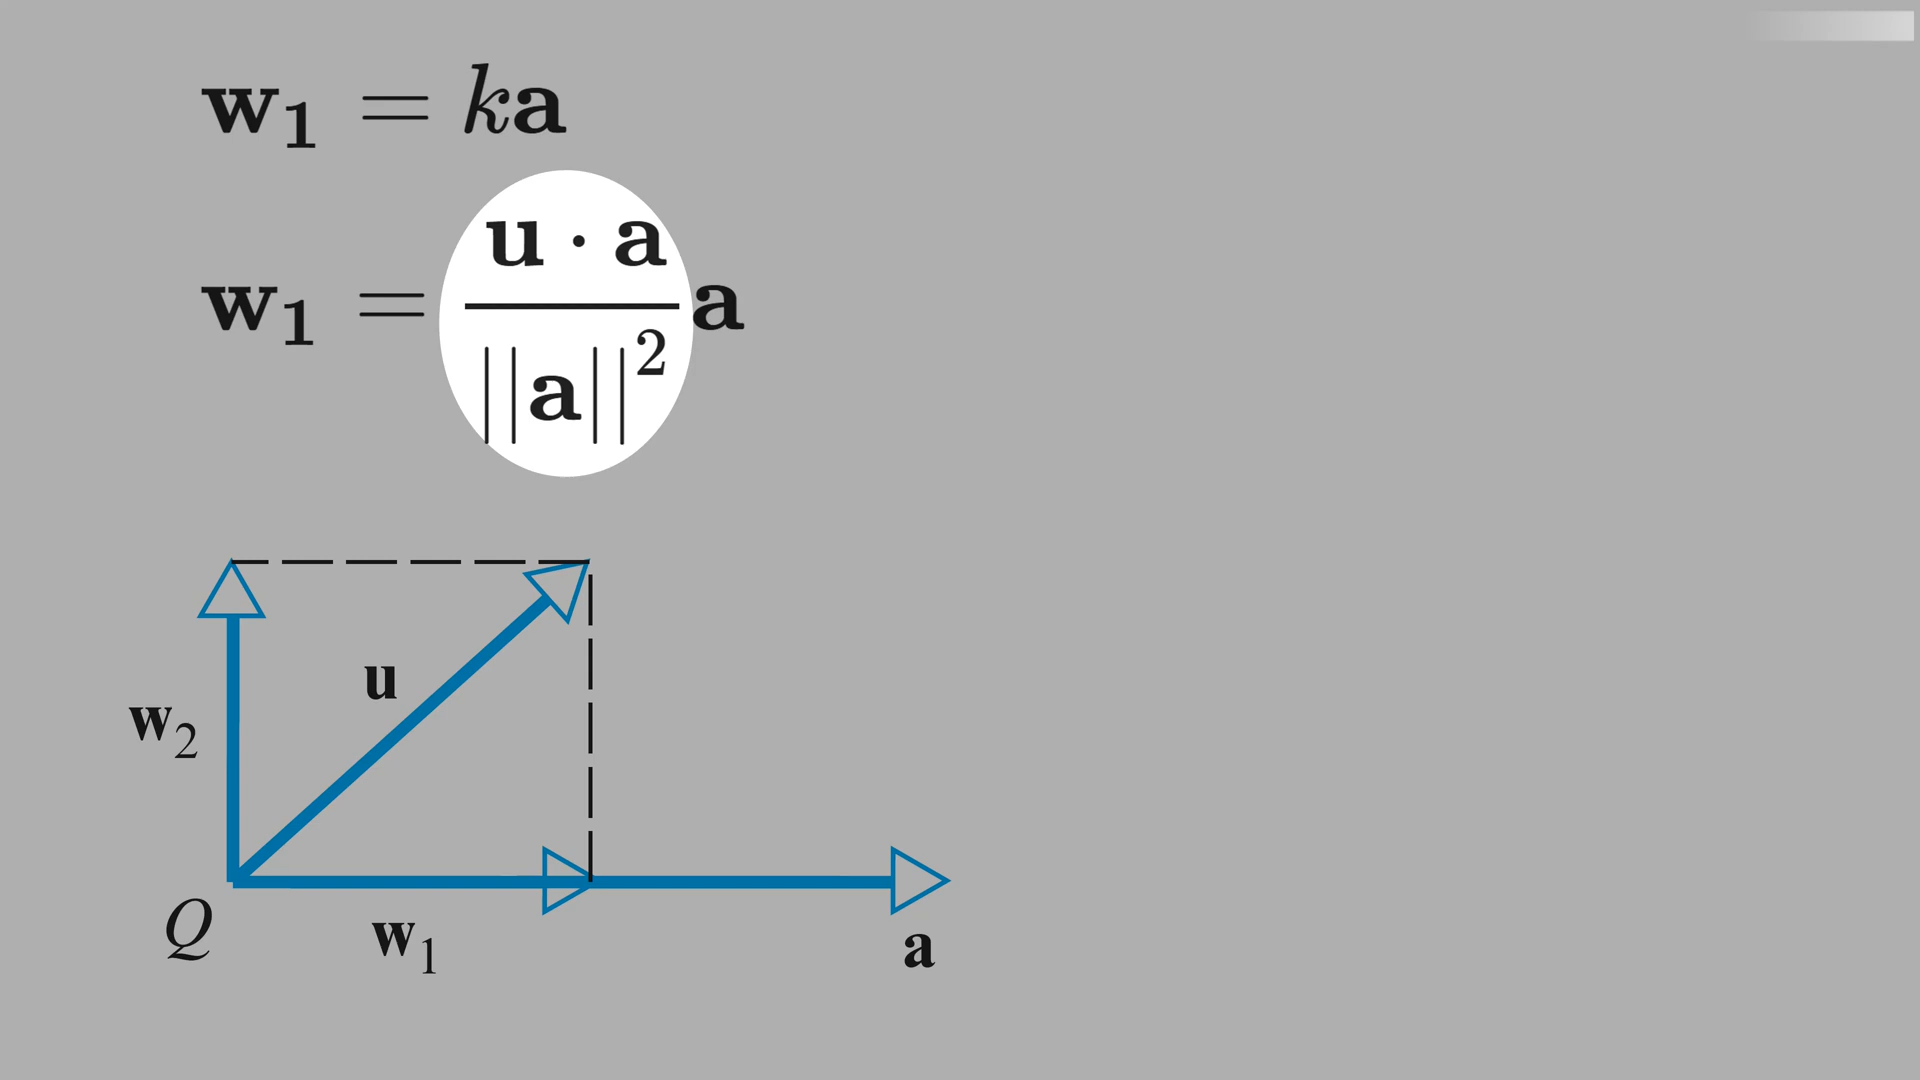 w₁ = ka
w₁ = u · a / ||a||² a
u
w₂
Q
w₁
a